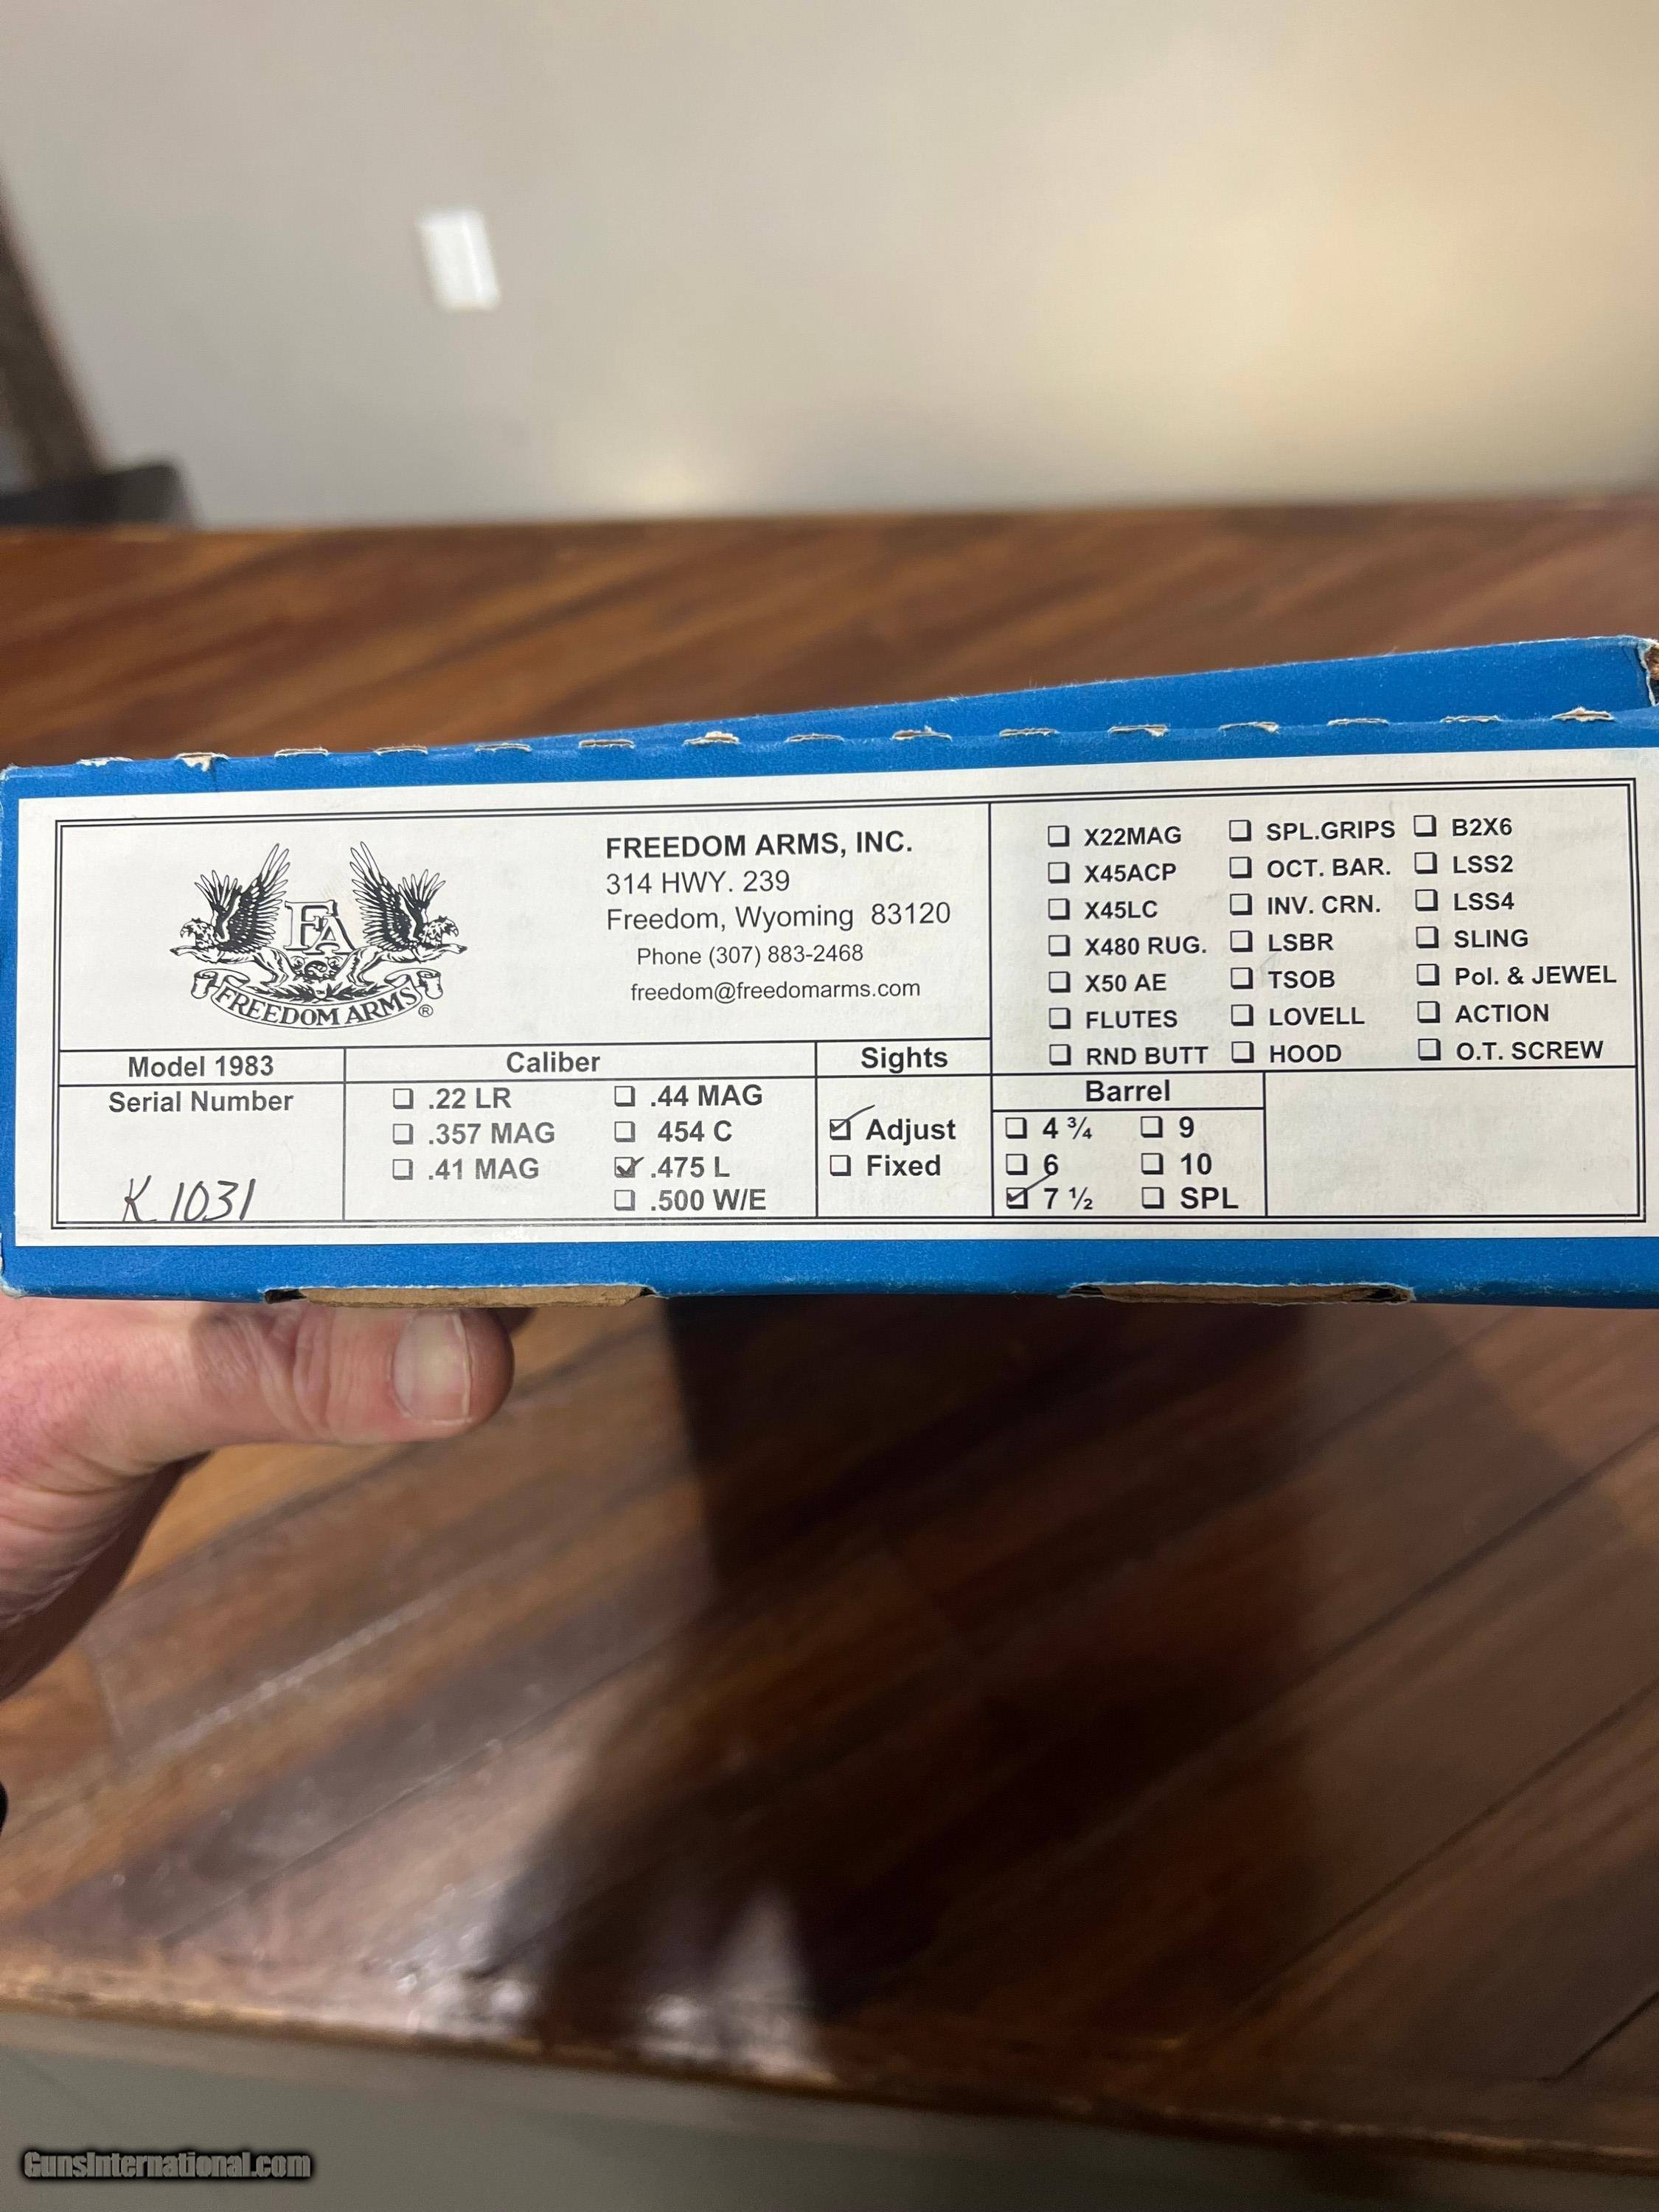 FA
FREEDOM ARMS ®
FREEDOM ARMS, INC.
314 HWY. 239
Freedom, Wyoming 83120
Phone (307) 883-2468
freedom@freedomarms.com
X22MAG SPL.GRIPS B2X6
X45ACP OCT. BAR. LSS2
X45LC INV. CRN. LSS4
X480 RUG. LSBR SLING
X50 AE TSOB Pol. & JEWEL
FLUTES LOVELL ACTION
RND BUTT HOOD O.T. SCREW
Model 1983
Serial Number
K 1031
Caliber
.22 LR .44 MAG
.357 MAG 454 C
.41 MAG .475 L
.500 W/E
Sights
Adjust
Fixed
Barrel
4 ¾ 9
6 10
7 ½ SPL
GunsInternational.com